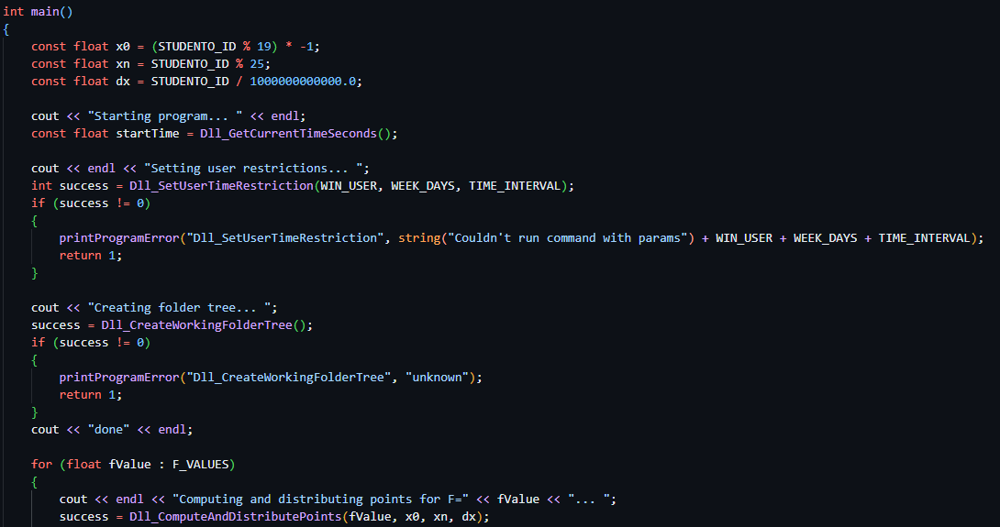 int main()
{
    const float x0 = (STUDENTO_ID % 19) * -1;
    const float xn = STUDENTO_ID % 25;
    const float dx = STUDENTO_ID / 1000000000000.0;

    cout << "Starting program... " << endl;
    const float startTime = Dll_GetCurrentTimeSeconds();

    cout << endl << "Setting user restrictions... ";
    int success = Dll_SetUserTimeRestriction(WIN_USER, WEEK_DAYS, TIME_INTERVAL);
    if (success != 0)
    {
        printProgramError("Dll_SetUserTimeRestriction", string("Couldn't run command with params") + WIN_USER + WEEK_DAYS + TIME_INTERVAL);
        return 1;
    }

    cout << "Creating folder tree... ";
    success = Dll_CreateWorkingFolderTree();
    if (success != 0)
    {
        printProgramError("Dll_CreateWorkingFolderTree", "unknown");
        return 1;
    }
    cout << "done" << endl;

    for (float fValue : F_VALUES)
    {
        cout << endl << "Computing and distributing points for F=" << fValue << "... ";
        success = Dll_ComputeAndDistributePoints(fValue, x0, xn, dx);